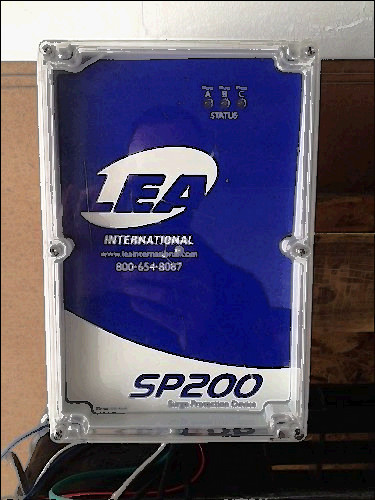 Phase Phase Phase
A B C
STATUS
LEA
INTERNATIONAL
www.leainternational.com
800-654-8087
SP200
Surge Protection Device